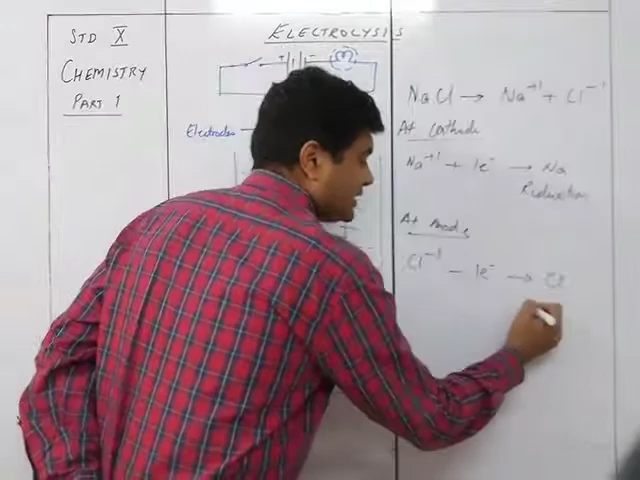 STD X
CHEMISTRY
PART 1
ELECTROLYSIS
+ −
Electrodes
NaCl → Na⁺¹ + Cl⁻¹
At Cathode
Na⁺¹ + 1e⁻ → Na
Reduction
At Anode
Cl⁻¹ − 1e⁻ → Cl